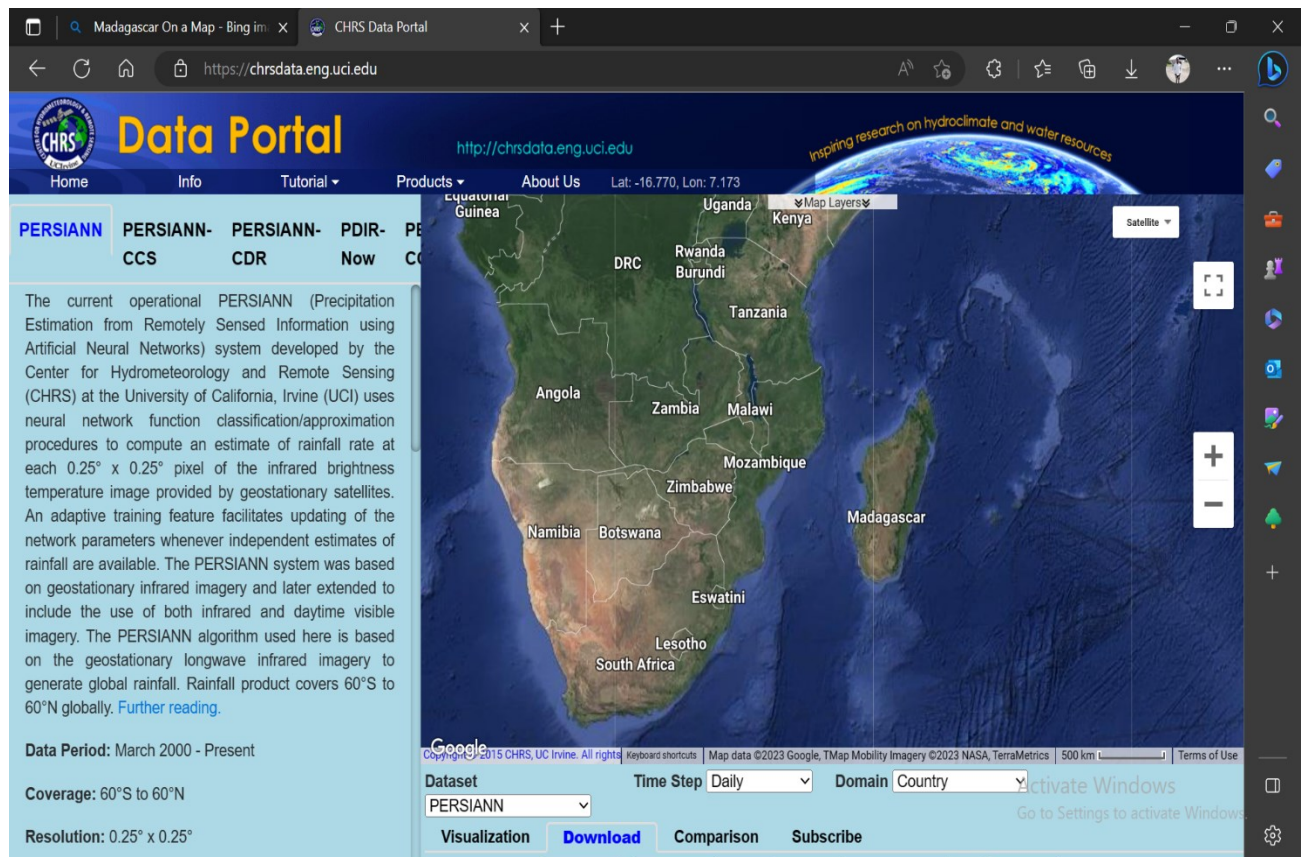 Madagascar On a Map - Bing im
CHRS Data Portal
https://chrsdata.eng.uci.edu
CHRS
UC Irvine
Data Portal
http://chrsdata.eng.uci.edu
Inspiring research on hydroclimate and water resources
Home Info Tutorial Products About Us Lat: -16.770, Lon: 7.173
PERSIANN PERSIANN-CCS PERSIANN-CDR PDIR-Now
The current operational PERSIANN (Precipitation
Estimation from Remotely Sensed Information using
Artificial Neural Networks) system developed by the
Center for Hydrometeorology and Remote Sensing
(CHRS) at the University of California, Irvine (UCI) uses
neural network function classification/approximation
procedures to compute an estimate of rainfall rate at
each 0.25° x 0.25° pixel of the infrared brightness
temperature image provided by geostationary satellites.
An adaptive training feature facilitates updating of the
network parameters whenever independent estimates of
rainfall are available. The PERSIANN system was based
on geostationary infrared imagery and later extended to
include the use of both infrared and daytime visible
imagery. The PERSIANN algorithm used here is based
on the geostationary longwave infrared imagery to
generate global rainfall. Rainfall product covers 60°S to
60°N globally. Further reading.
Data Period: March 2000 - Present
Coverage: 60°S to 60°N
Resolution: 0.25° x 0.25°
Map Layers
Satellite
Equatorial
Guinea
Uganda
Kenya
DRC
Rwanda
Burundi
Tanzania
Angola
Zambia
Malawi
Mozambique
Zimbabwe
Madagascar
Namibia
Botswana
Eswatini
Lesotho
South Africa
Google
2015 CHRS, UC Irvine. All rights
Keyboard shortcuts
Map data ©2023 Google, TMap Mobility Imagery ©2023 NASA, TerraMetrics
500 km
Terms of Use
Dataset Time Step Daily Domain Country
PERSIANN
Visualization Download Comparison Subscribe
Activate Windows
Go to Settings to activate Windows.